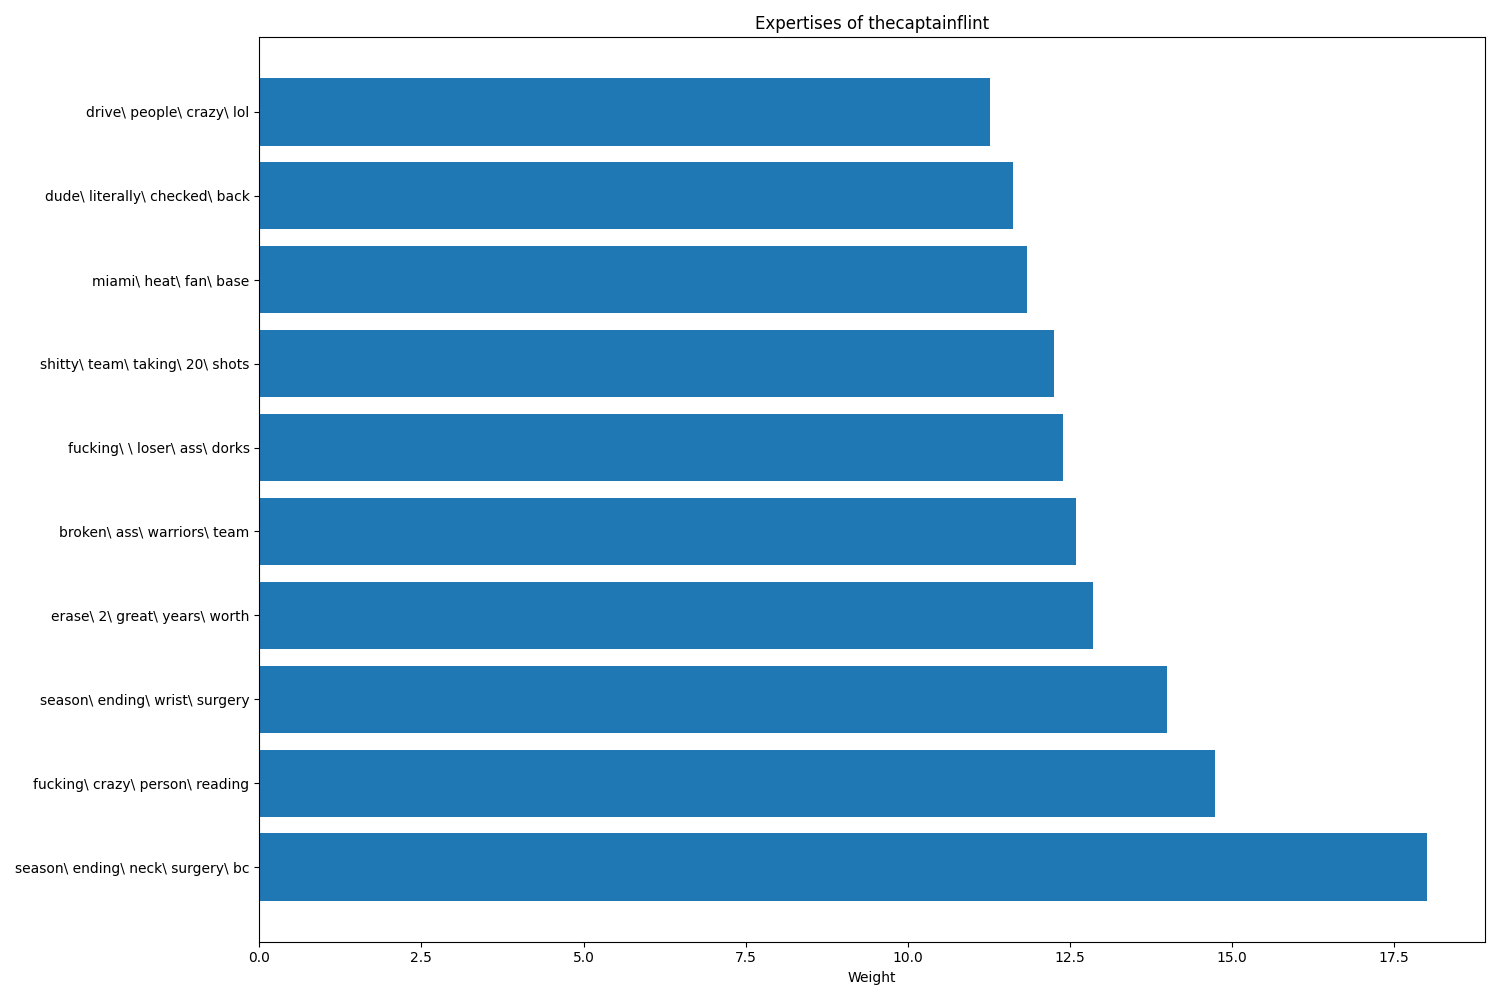 Expertises of thecaptainflint
drive\ people\ crazy\ lol
dude\ literally\ checked\ back
miami\ heat\ fan\ base
shitty\ team\ taking\ 20\ shots
fucking\ \ loser\ ass\ dorks
broken\ ass\ warriors\ team
erase\ 2\ great\ years\ worth
season\ ending\ wrist\ surgery
fucking\ crazy\ person\ reading
season\ ending\ neck\ surgery\ bc
0.0 2.5 5.0 7.5 10.0 12.5 15.0 17.5
Weight